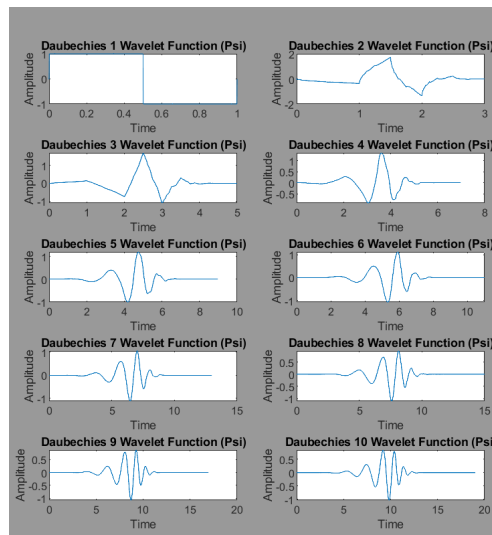 Daubechies 1 Wavelet Function (Psi)
Amplitude
1
0
-1
0 0.2 0.4 0.6 0.8 1
Time
Daubechies 2 Wavelet Function (Psi)
Amplitude
2
0
-2
0 1 2 3
Time
Daubechies 3 Wavelet Function (Psi)
Amplitude
1
0
-1
0 1 2 3 4 5
Time
Daubechies 4 Wavelet Function (Psi)
Amplitude
1
0.5
0
-0.5
0 2 4 6 8
Time
Daubechies 5 Wavelet Function (Psi)
Amplitude
1
0
-1
0 2 4 6 8 10
Time
Daubechies 6 Wavelet Function (Psi)
Amplitude
1
0
-1
0 2 4 6 8 10
Time
Daubechies 7 Wavelet Function (Psi)
Amplitude
1
0
-1
0 5 10 15
Time
Daubechies 8 Wavelet Function (Psi)
Amplitude
0.5
0
-0.5
-1
0 5 10 15
Time
Daubechies 9 Wavelet Function (Psi)
Amplitude
0.5
0
-0.5
-1
0 5 10 15 20
Time
Daubechies 10 Wavelet Function (Psi)
Amplitude
0.5
0
-0.5
-1
0 5 10 15 20
Time